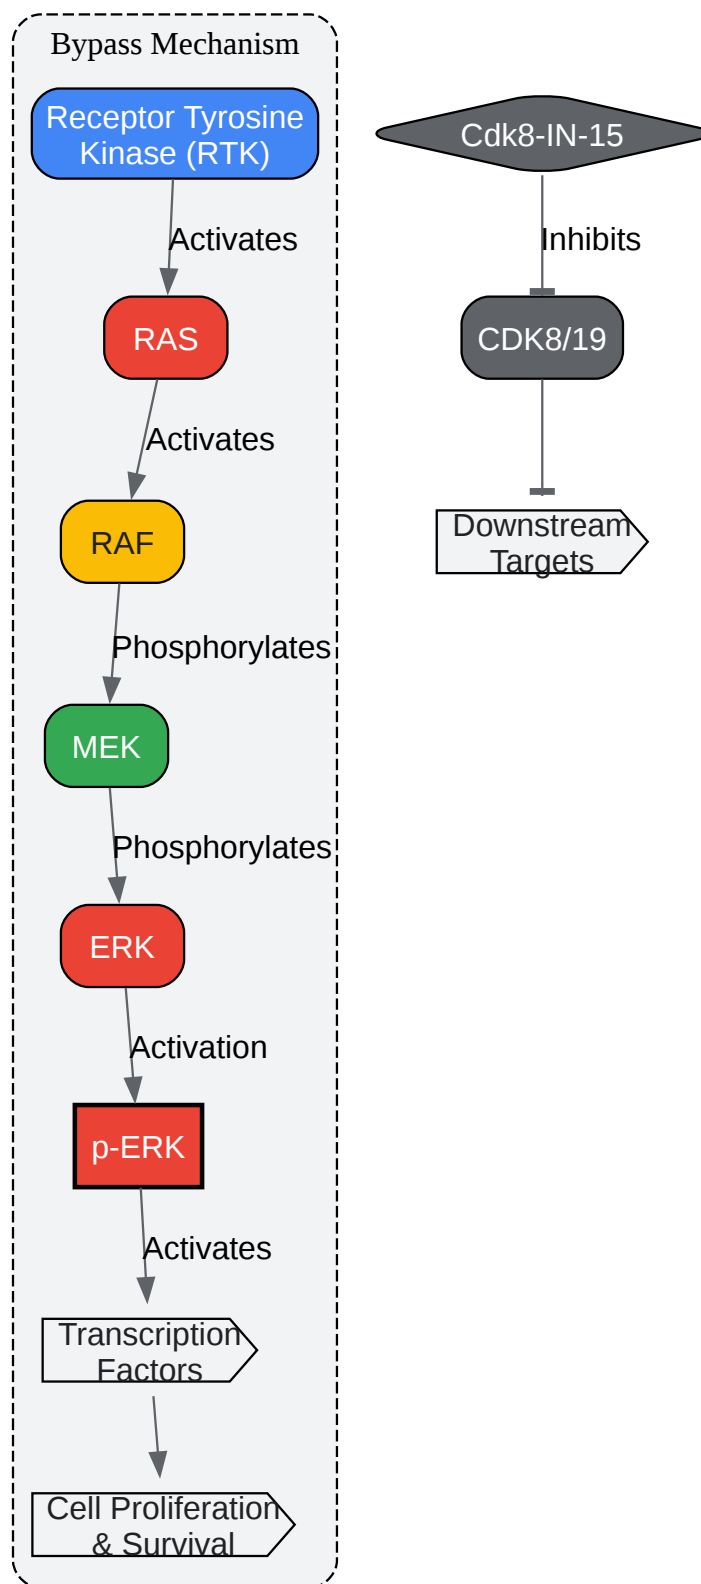 Bypass Mechanism
Receptor Tyrosine
Kinase (RTK)
Activates
RAS
Activates
RAF
Phosphorylates
MEK
Phosphorylates
ERK
Activation
p-ERK
Activates
Transcription
Factors
Cell Proliferation
& Survival
Cdk8-IN-15
Inhibits
CDK8/19
Downstream
Targets